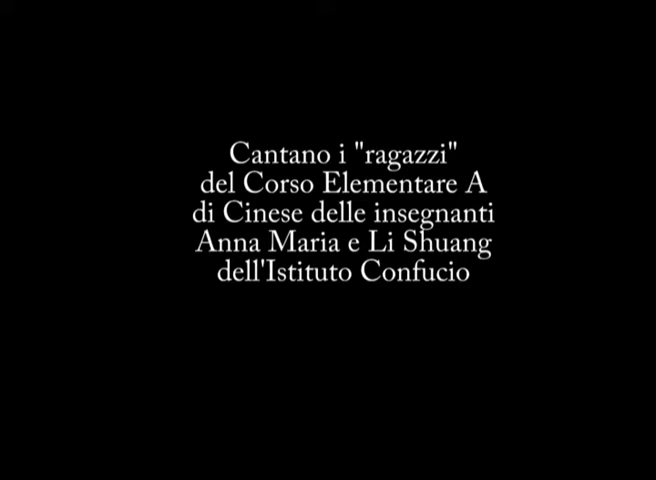 Cantano i "ragazzi"
del Corso Elementare A
di Cinese delle insegnanti
Anna Maria e Li Shuang
dell'Istituto Confucio